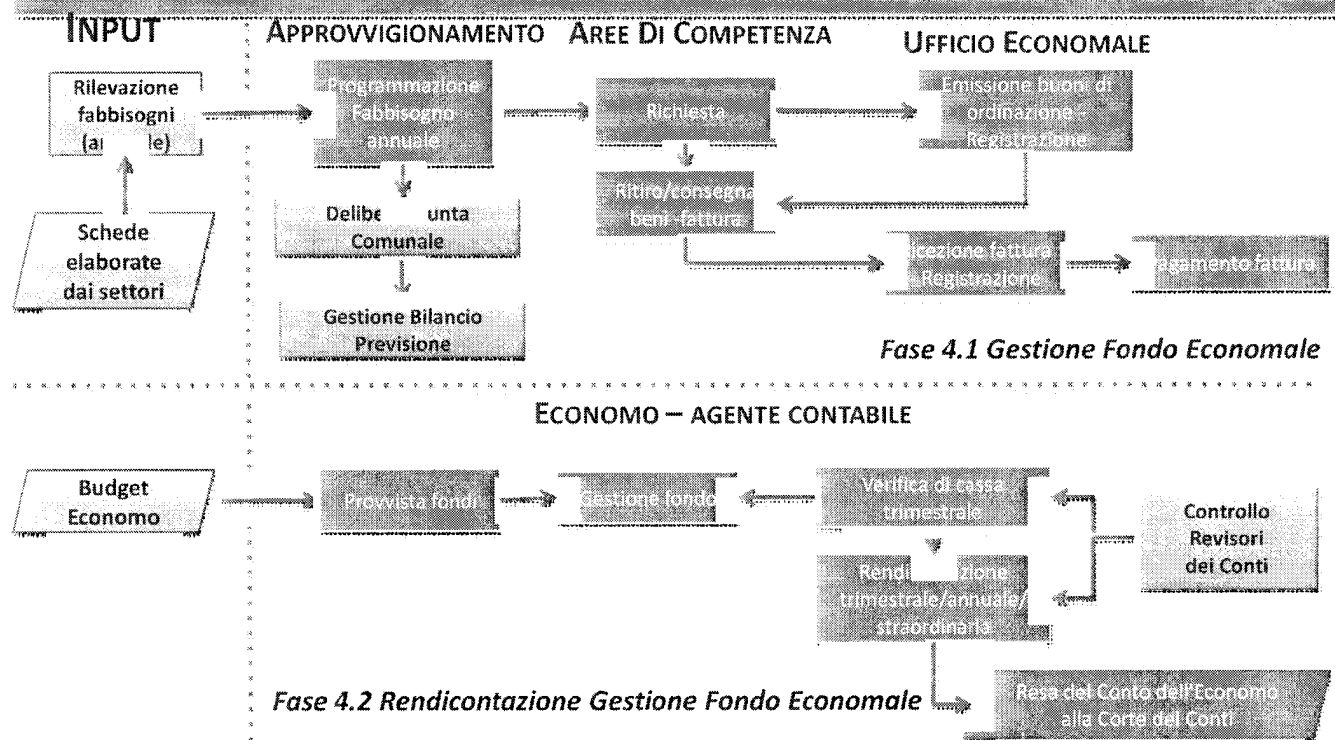 INPUT
APPROVVIGIONAMENTO
AREE DI COMPETENZA
UFFICIO ECONOMALE
Rilevazione
fabbisogni
Programmazione
Fabbisogno
annuale
Richiesta
Emissione buoni di
ordinazione -
Registrazione
Schede
elaborate
dai settori
Comunale
Ritiro/consegna
beni -fattura
Registrazione
fattura
Gestione Bilancio
Previsione
Fase 4.1 Gestione Fondo Economale
ECONOMO – AGENTE CONTABILE
Budget
Economo
Provvista fondi
Gestione fondo
Verifica di cassa
trimestrale
Controllo
Revisori
dei Conti
trimestrale/annuale/
straordinaria
Fase 4.2 Rendicontazione Gestione Fondo Economale
Resa del Conto dell'Economo
alla Corte dei Conti